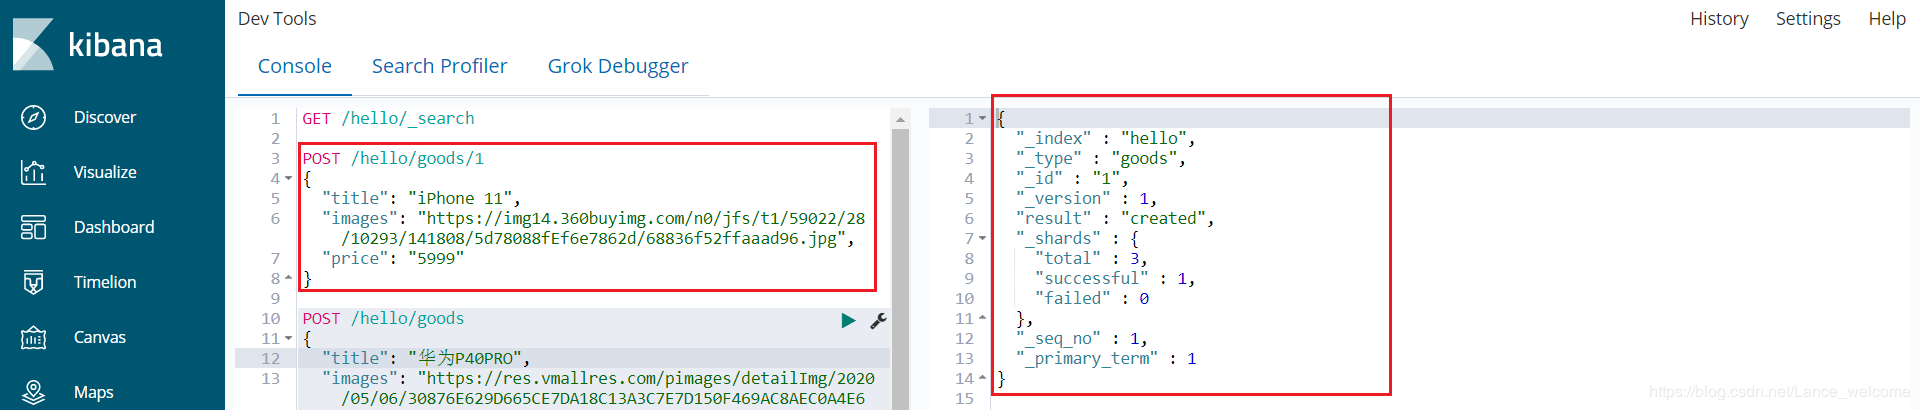 kibana
Discover
Visualize
Dashboard
Timelion
Canvas
Maps
Dev Tools
History Settings Help
Console Search Profiler Grok Debugger
1 GET /hello/_search
2
3 POST /hello/goods/1
4 {
5 "title": "iPhone 11",
6 "images": "https://img14.360buyimg.com/n0/jfs/t1/59022/28
/10293/141808/5d78088fEf6e7862d/68836f52ffaaad96.jpg",
7 "price": "5999"
8 }
9
10 POST /hello/goods
11 {
12 "title": "华为P40PRO",
13 "images": "https://res.vmallres.com/pimages/detailImg/2020
/05/06/30876E629D665CE7DA18C13A3C7E7D150F469AC8AEC0A4E6
1 {
2 "_index" : "hello",
3 "_type" : "goods",
4 "_id" : "1",
5 "_version" : 1,
6 "result" : "created",
7 "_shards" : {
8 "total" : 3,
9 "successful" : 1,
10 "failed" : 0
11 },
12 "_seq_no" : 1,
13 "_primary_term" : 1
14 }
15
https://blog.csdn.net/Lance_welcome